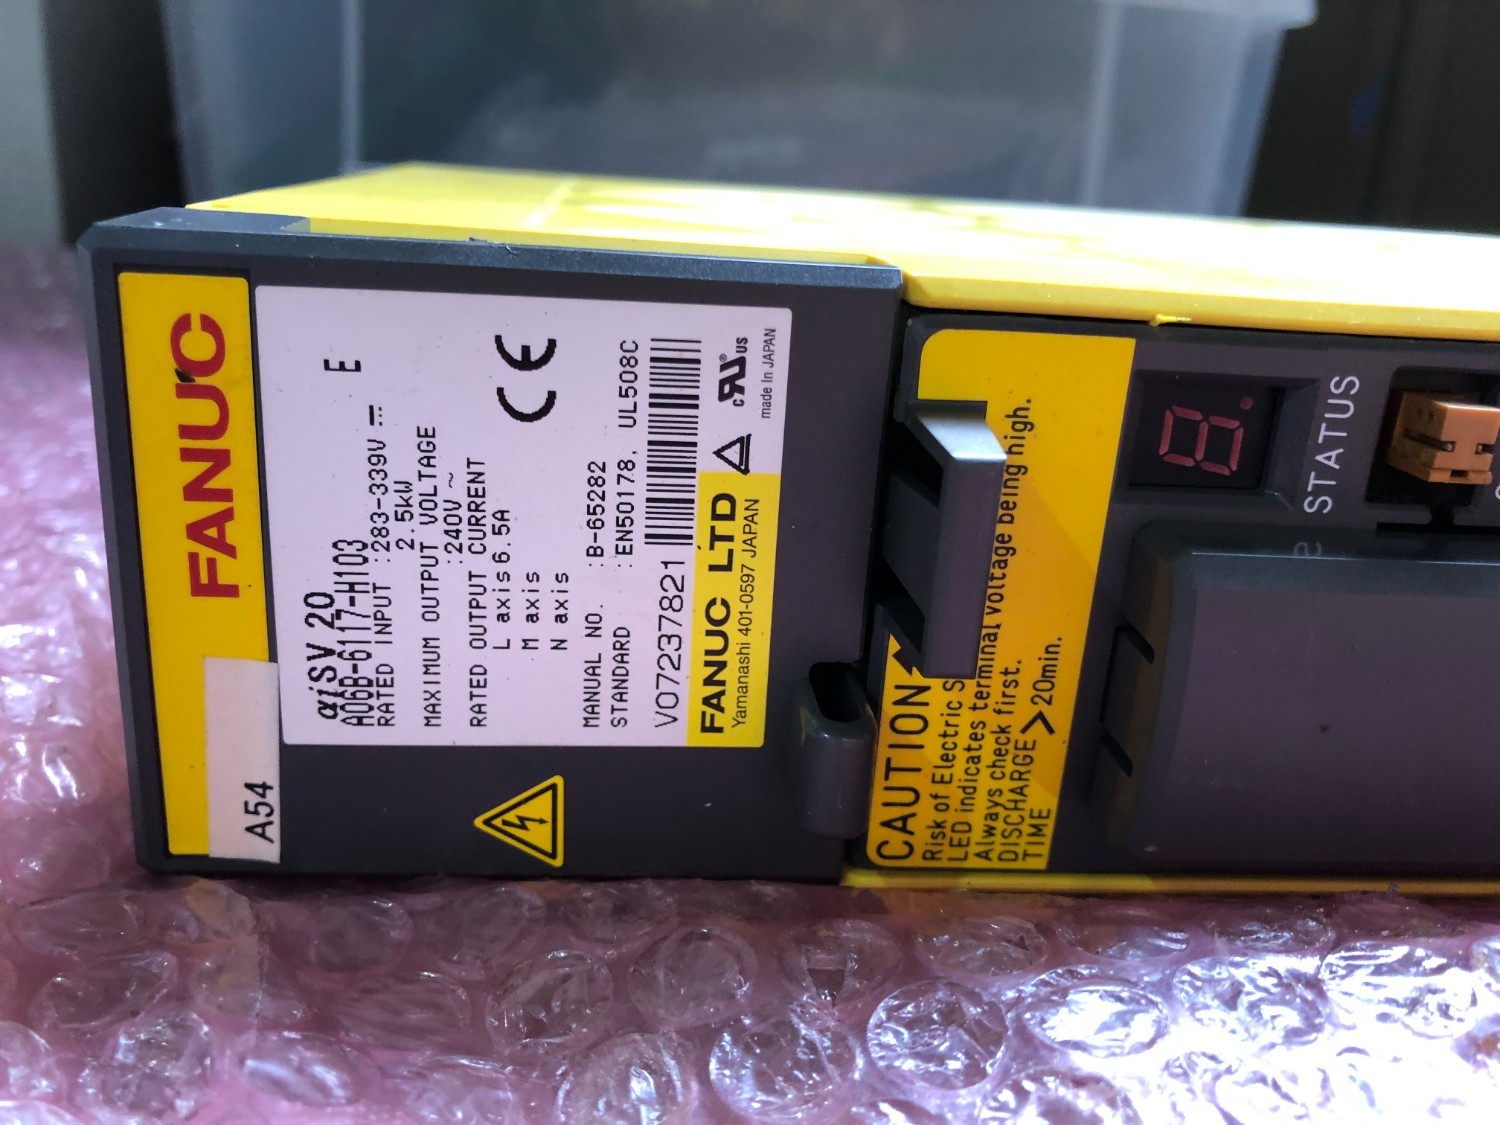 FANUC
A54
αiSV 20
E
A06B-6117-H103
RATED INPUT :283-339V
2.5kW
MAXIMUM OUTPUT VOLTAGE
:240V ~
RATED OUTPUT CURRENT
L axis 6.5A
M axis
N axis
CE
MANUAL NO. :B-65282
STANDARD :EN50178, UL508C
V07237821
FANUC LTD
Yamanashi 401-0597 JAPAN
c RU US
made In JAPAN
CAUTION
Risk of Electric S
LED indicates terminal voltage being high.
Always check first.
DISCHARGE >20min.
TIME
8.
STATUS